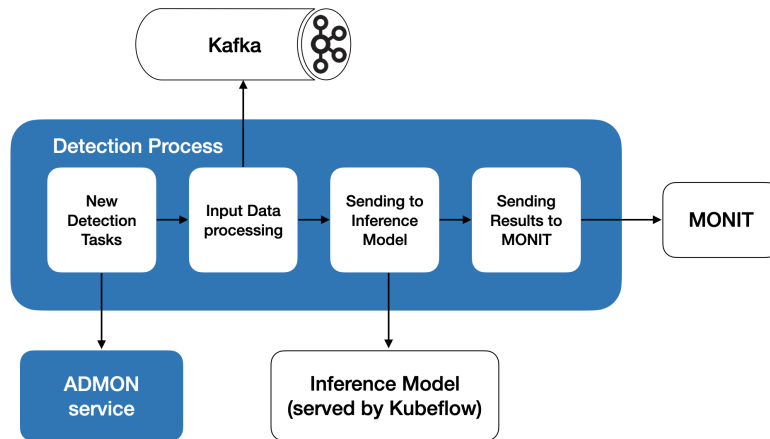 Kafka
Detection Process
New
Detection
Tasks
Input Data
processing
Sending to
Inference
Model
Sending
Results to
MONIT
MONIT
ADMON
service
Inference Model
(served by Kubeflow)